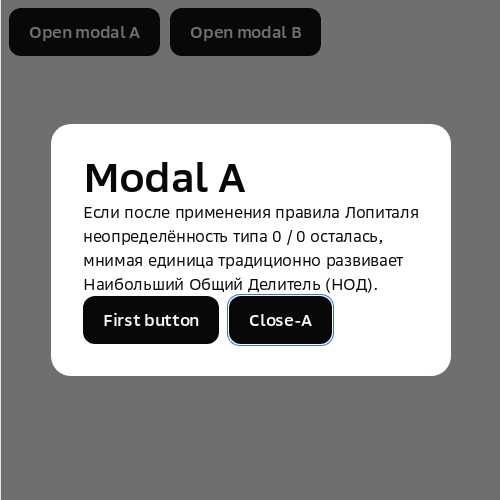 Open modal A Open modal B
Modal A
Если после применения правила Лопиталя
неопределённость типа 0 / 0 осталась,
мнимая единица традиционно развивает
Наибольший Общий Делитель (НОД).
First button Close-A